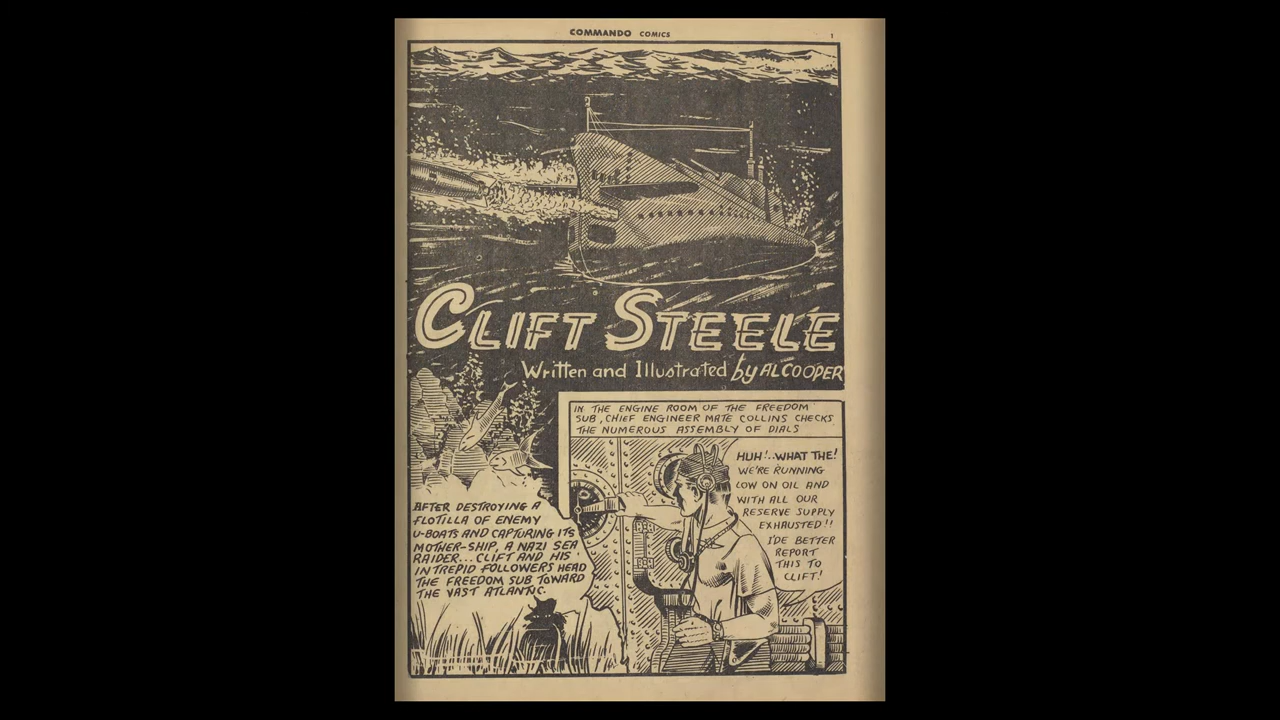 COMMANDO COMICS
1
CLIFT STEELE
Written and Illustrated by AL COOPER
AFTER DESTROYING A
FLOTILLA OF ENEMY
U-BOATS AND CAPTURING ITS
MOTHER-SHIP, A NAZI SEA
RAIDER... CLIFT AND HIS
INTREPID FOLLOWERS HEAD
THE FREEDOM SUB TOWARD
THE VAST ATLANTIC.
IN THE ENGINE ROOM OF THE FREEDOM
SUB, CHIEF ENGINEER MATE COLLINS CHECKS
THE NUMEROUS ASSEMBLY OF DIALS
HUH!..WHAT THE!
WE'RE RUNNING
LOW ON OIL AND
WITH ALL OUR
RESERVE SUPPLY
EXHAUSTED!!
I'DE BETTER
REPORT
THIS TO
CLIFT!